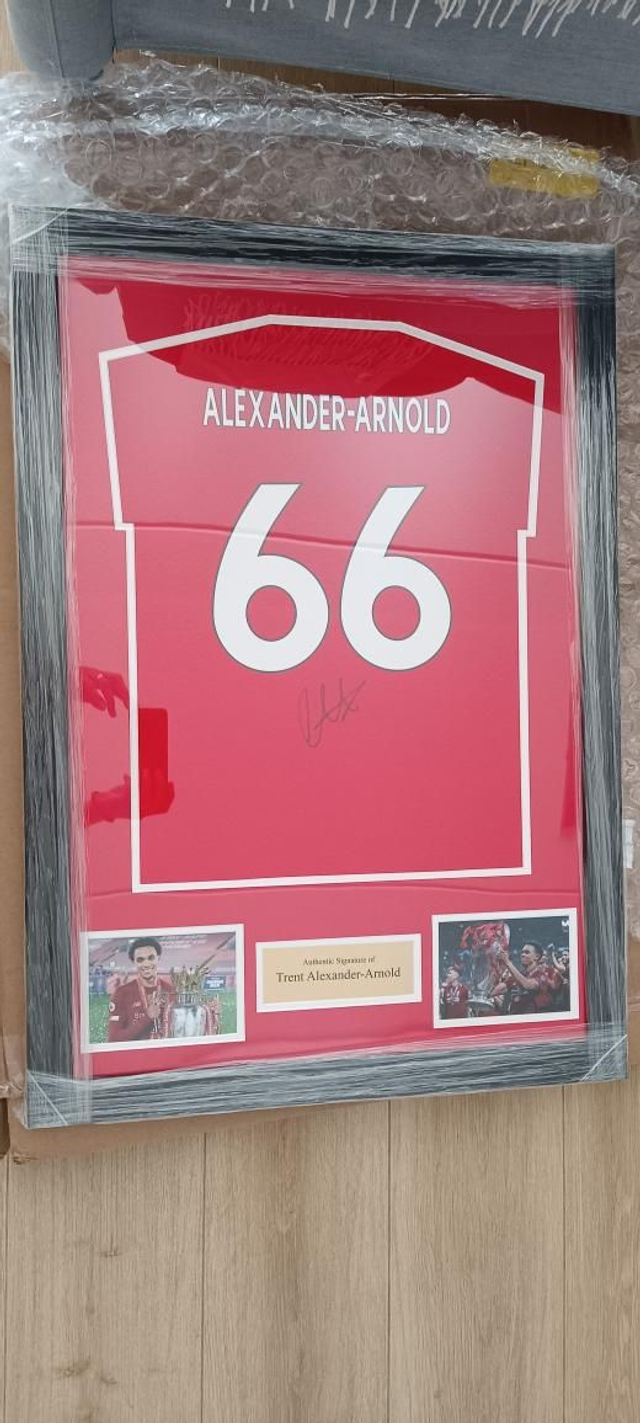 ALEXANDER-ARNOLD
66
Authentic Signature of
Trent Alexander-Arnold